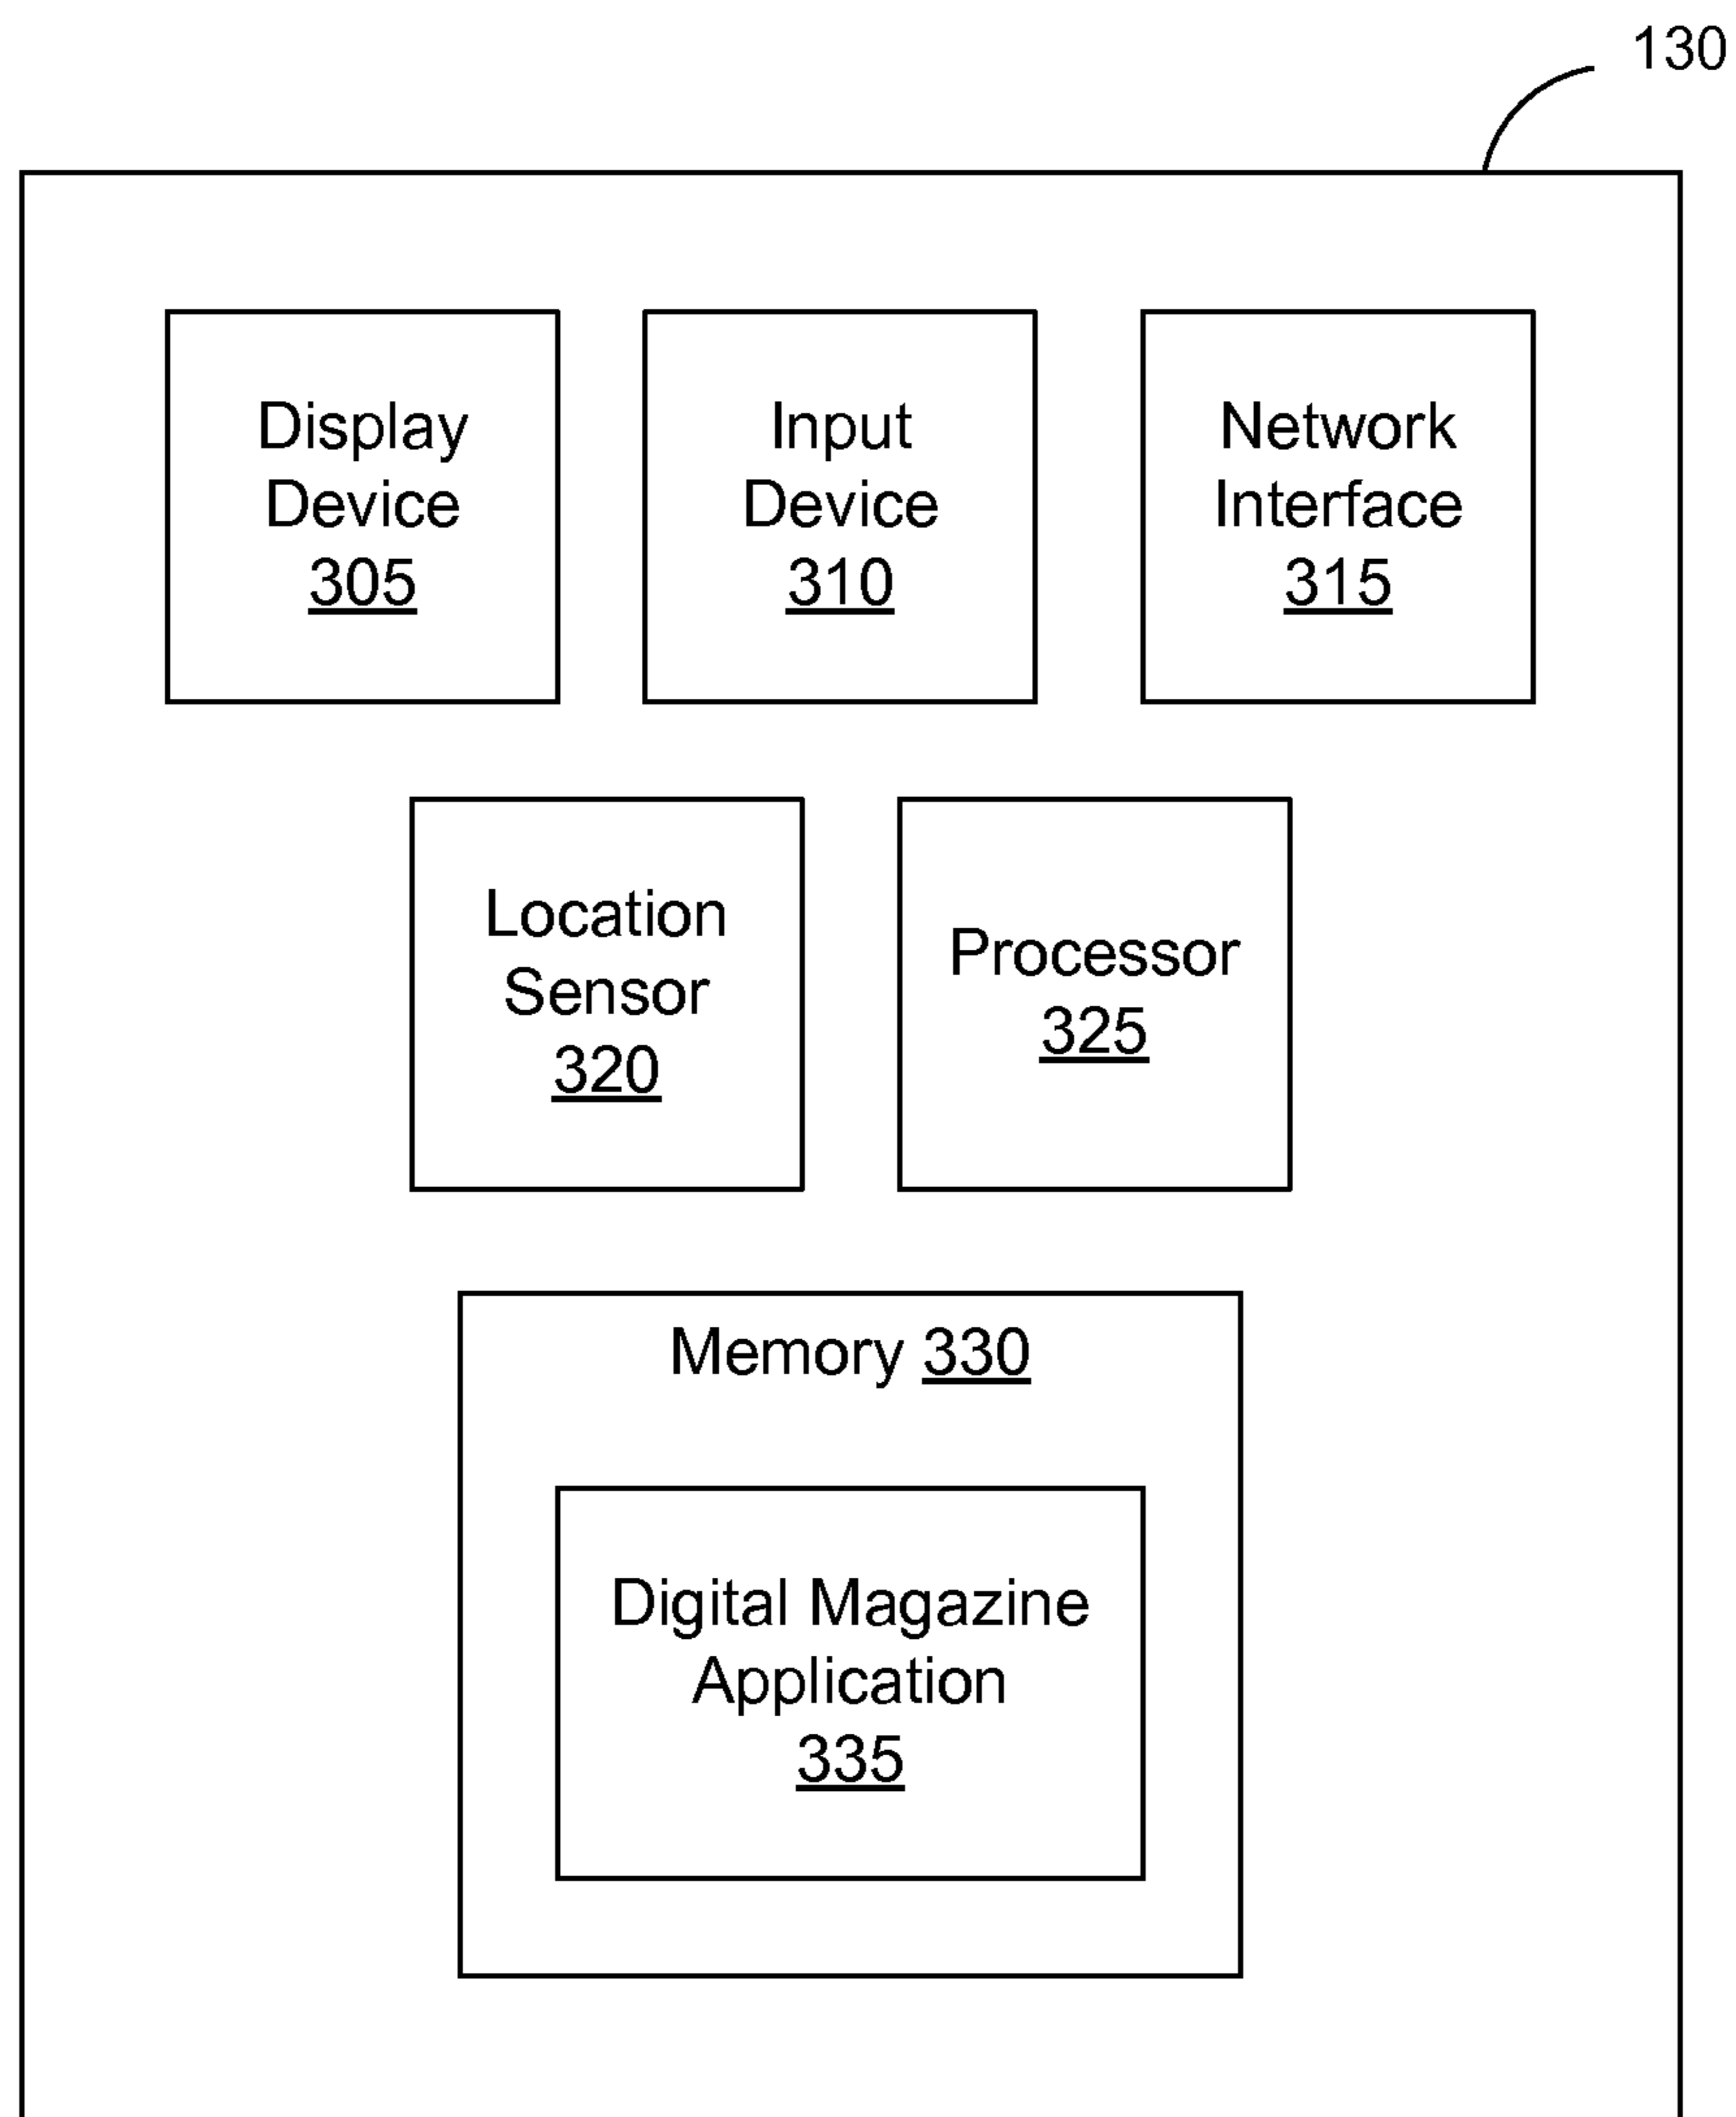 130
Display
Device
305
Input
Device
310
Network
Interface
315
Location
Sensor
320
Processor
325
Memory 330
Digital Magazine
Application
335